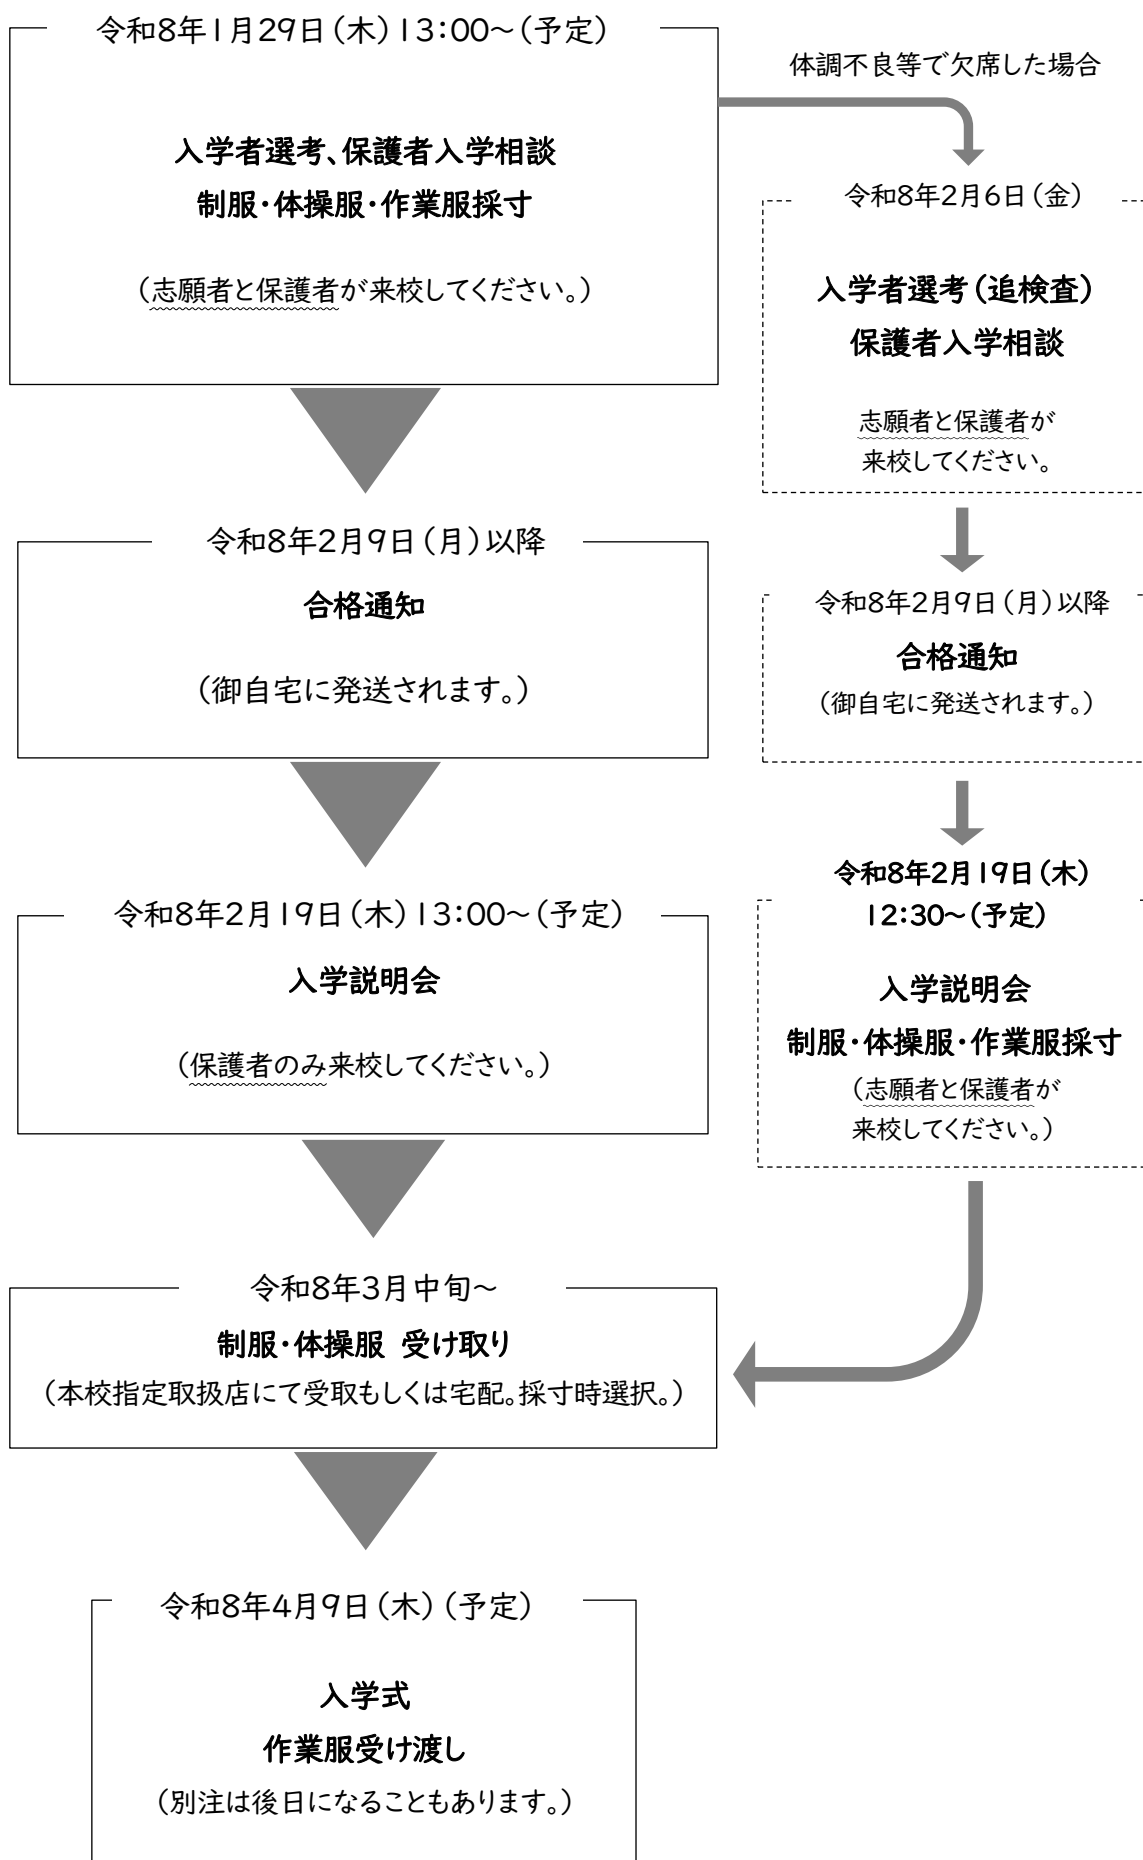 令和8年1月29日(木)13:00～(予定)
入学者選考、保護者入学相談
制服・体操服・作業服採寸
(志願者と保護者が来校してください。)
体調不良等で欠席した場合
令和8年2月6日(金)
入学者選考(追検査)
保護者入学相談
志願者と保護者が
来校してください。
令和8年2月9日(月)以降
合格通知
(御自宅に発送されます。)
令和8年2月9日(月)以降
合格通知
(御自宅に発送されます。)
令和8年2月19日(木)13:00～(予定)
入学説明会
(保護者のみ来校してください。)
令和8年2月19日(木)
12:30～(予定)
入学説明会
制服・体操服・作業服採寸
(志願者と保護者が
来校してください。)
令和8年3月中旬～
制服・体操服 受け取り
(本校指定取扱店にて受取もしくは宅配。採寸時選択。)
令和8年4月9日(木)(予定)
入学式
作業服受け渡し
(別注は後日になることもあります。)